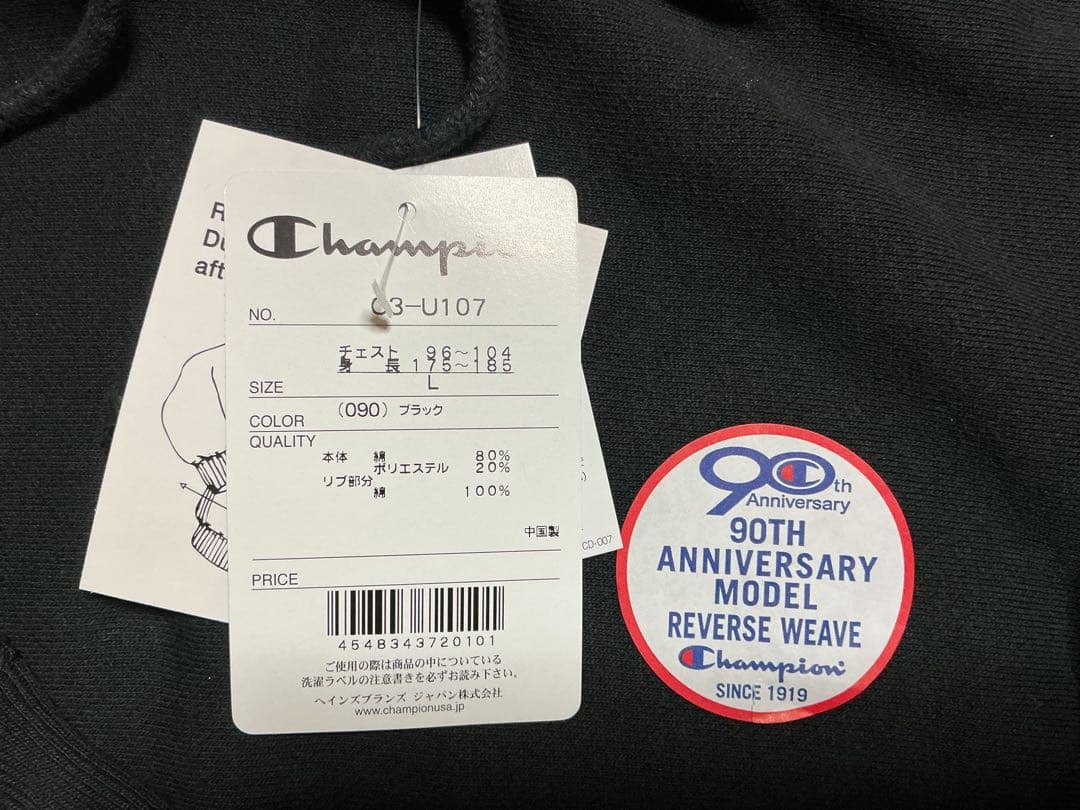 Champion
NO. C3-U107
チェスト 96〜104
身長 175〜185
SIZE L
COLOR (090) ブラック
QUALITY
本体 綿 80%
ポリエステル 20%
リブ部分
綿 100%
中国製
PRICE
4548343720101
ご使用の際は商品の中についている
洗濯ラベルの注意書きを必ずお読み下さい。
ヘインズブランズ ジャパン株式会社
www.championusa.jp
CD-007
90th
Anniversary
90TH
ANNIVERSARY
MODEL
REVERSE WEAVE
Champion
SINCE 1919